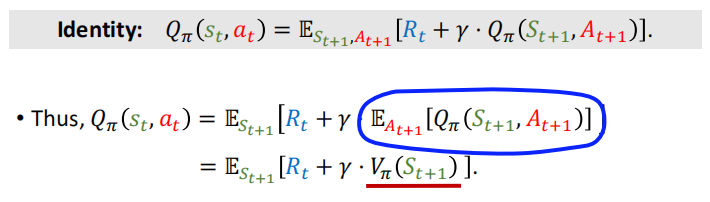 Identity: Qπ(st, at) = 𝔼St+1,At+1[Rt + γ · Qπ(St+1, At+1)].
• Thus, Qπ(st, at) = 𝔼St+1[Rt + γ · 𝔼At+1[Qπ(St+1, At+1)]]
= 𝔼St+1[Rt + γ · Vπ(St+1)].